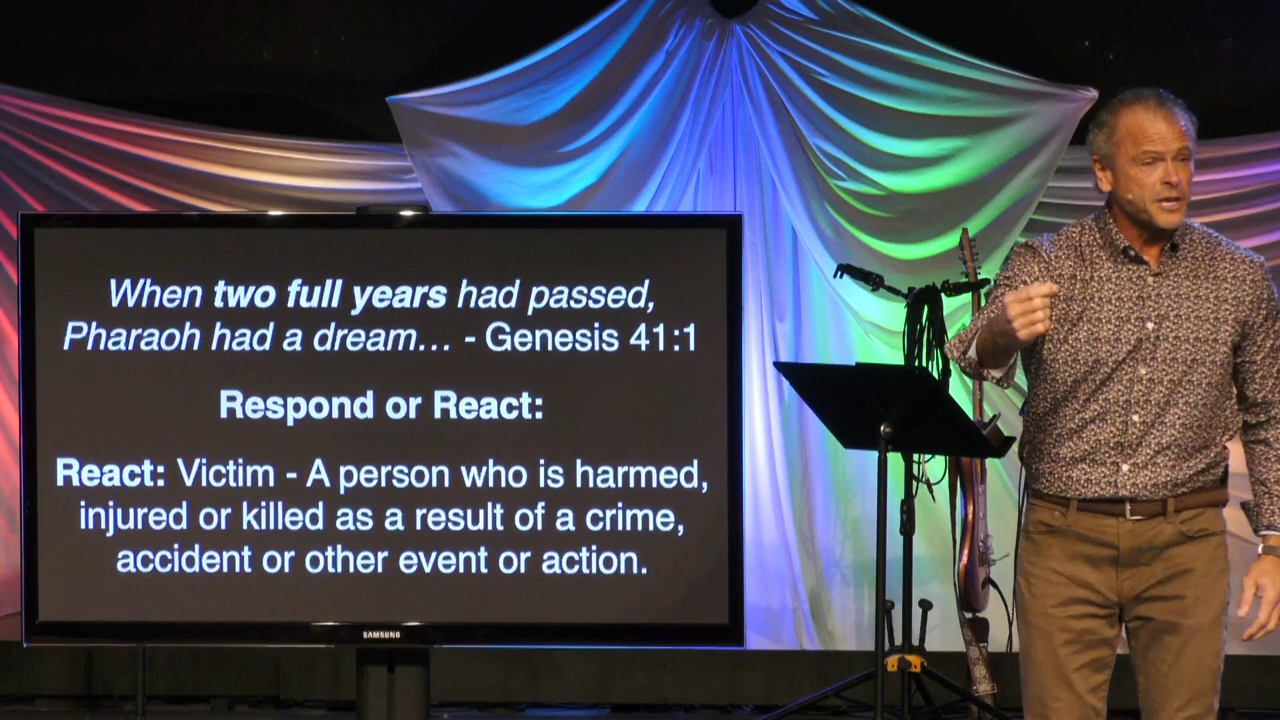 When two full years had passed,
Pharaoh had a dream... - Genesis 41:1
Respond or React:
React: Victim - A person who is harmed,
injured or killed as a result of a crime,
accident or other event or action.
SAMSUNG